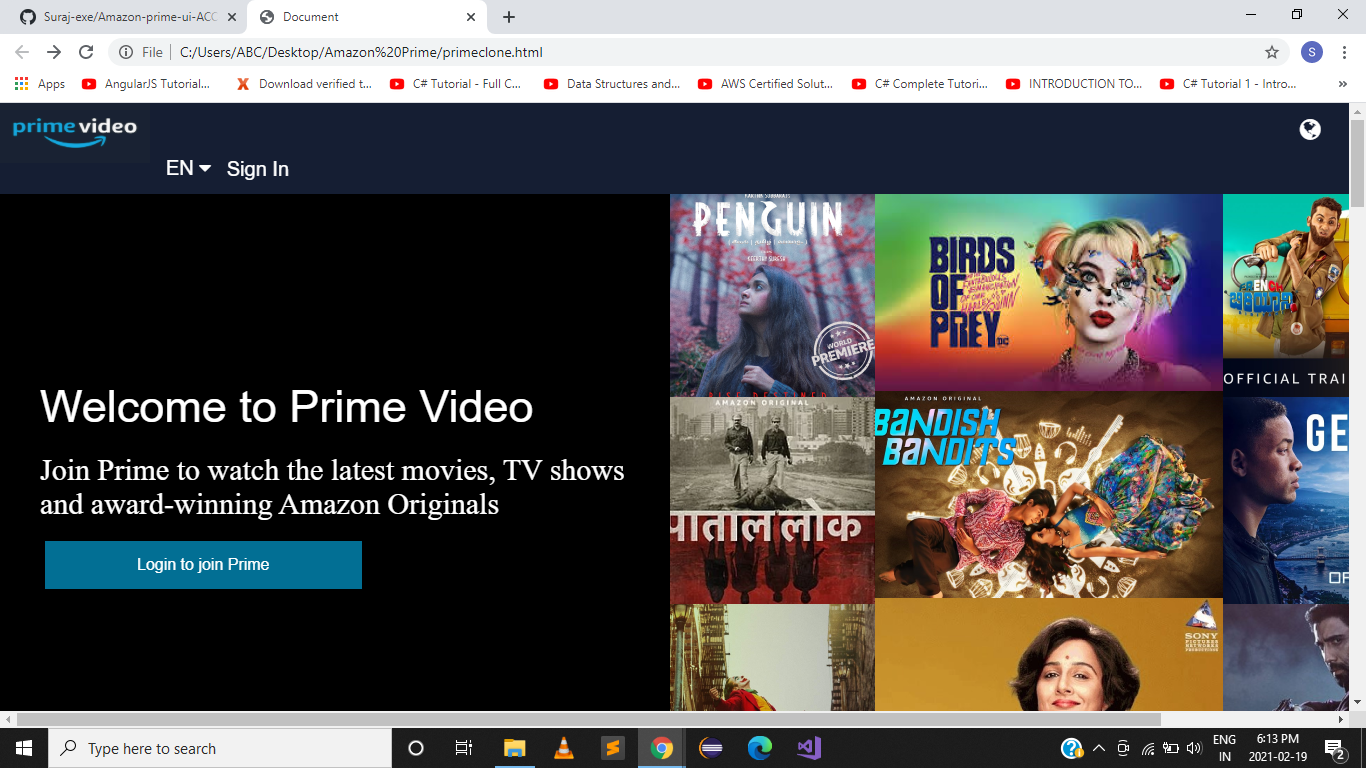 Suraj-exe/Amazon-prime-ui-ACC
Document
File
C:/Users/ABC/Desktop/Amazon%20Prime/primeclone.html
S
Apps
AngularJS Tutorial...
Download verified t...
C# Tutorial - Full C...
Data Structures and...
AWS Certified Solut...
C# Complete Tutori...
INTRODUCTION TO...
C# Tutorial 1 - Intro...
»
prime video
EN
Sign In
PENGUIN
KEERTHY SURESH
WORLD
PREMIERE
BIRDS
OF
PREY
DC
OFFICIAL TRAI
Welcome to Prime Video
Join Prime to watch the latest movies, TV shows
and award-winning Amazon Originals
Login to join Prime
AMAZON ORIGINAL
पाताल लोक
AMAZON ORIGINAL
BANDISH
BANDITS
GE
OF
SONY
PICTURES
NETWORKS
PRODUCTIONS
Type here to search
ENG
IN
6:13 PM
2021-02-19
2